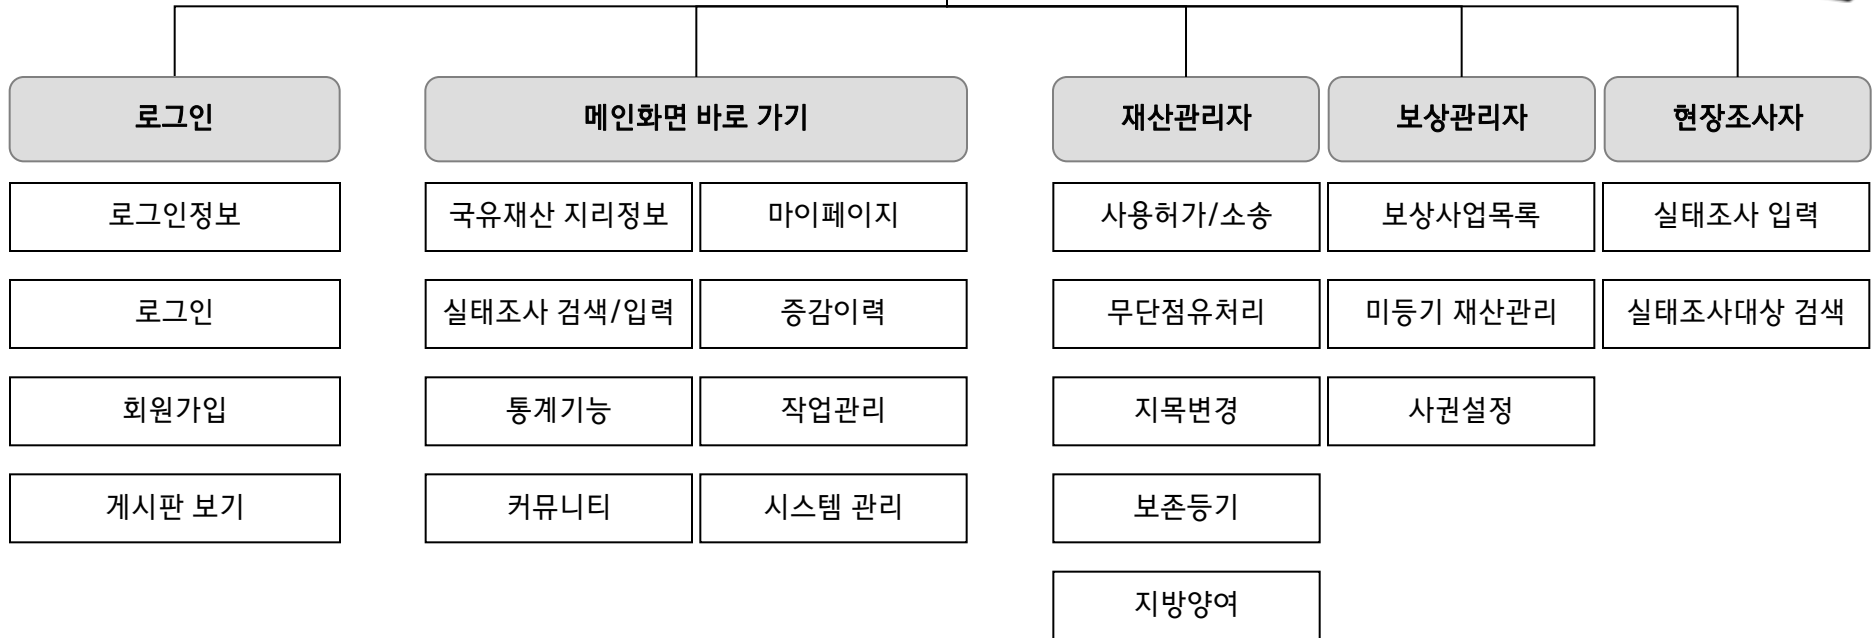 로그인
메인화면 바로 가기
재산관리자
보상관리자
현장조사자
로그인정보
국유재산 지리정보
마이페이지
사용허가/소송
보상사업목록
실태조사 입력
로그인
실태조사 검색/입력
증감이력
무단점유처리
미등기 재산관리
실태조사대상 검색
회원가입
통계기능
작업관리
지목변경
사권설정
게시판 보기
커뮤니티
시스템 관리
보존등기
지방양여